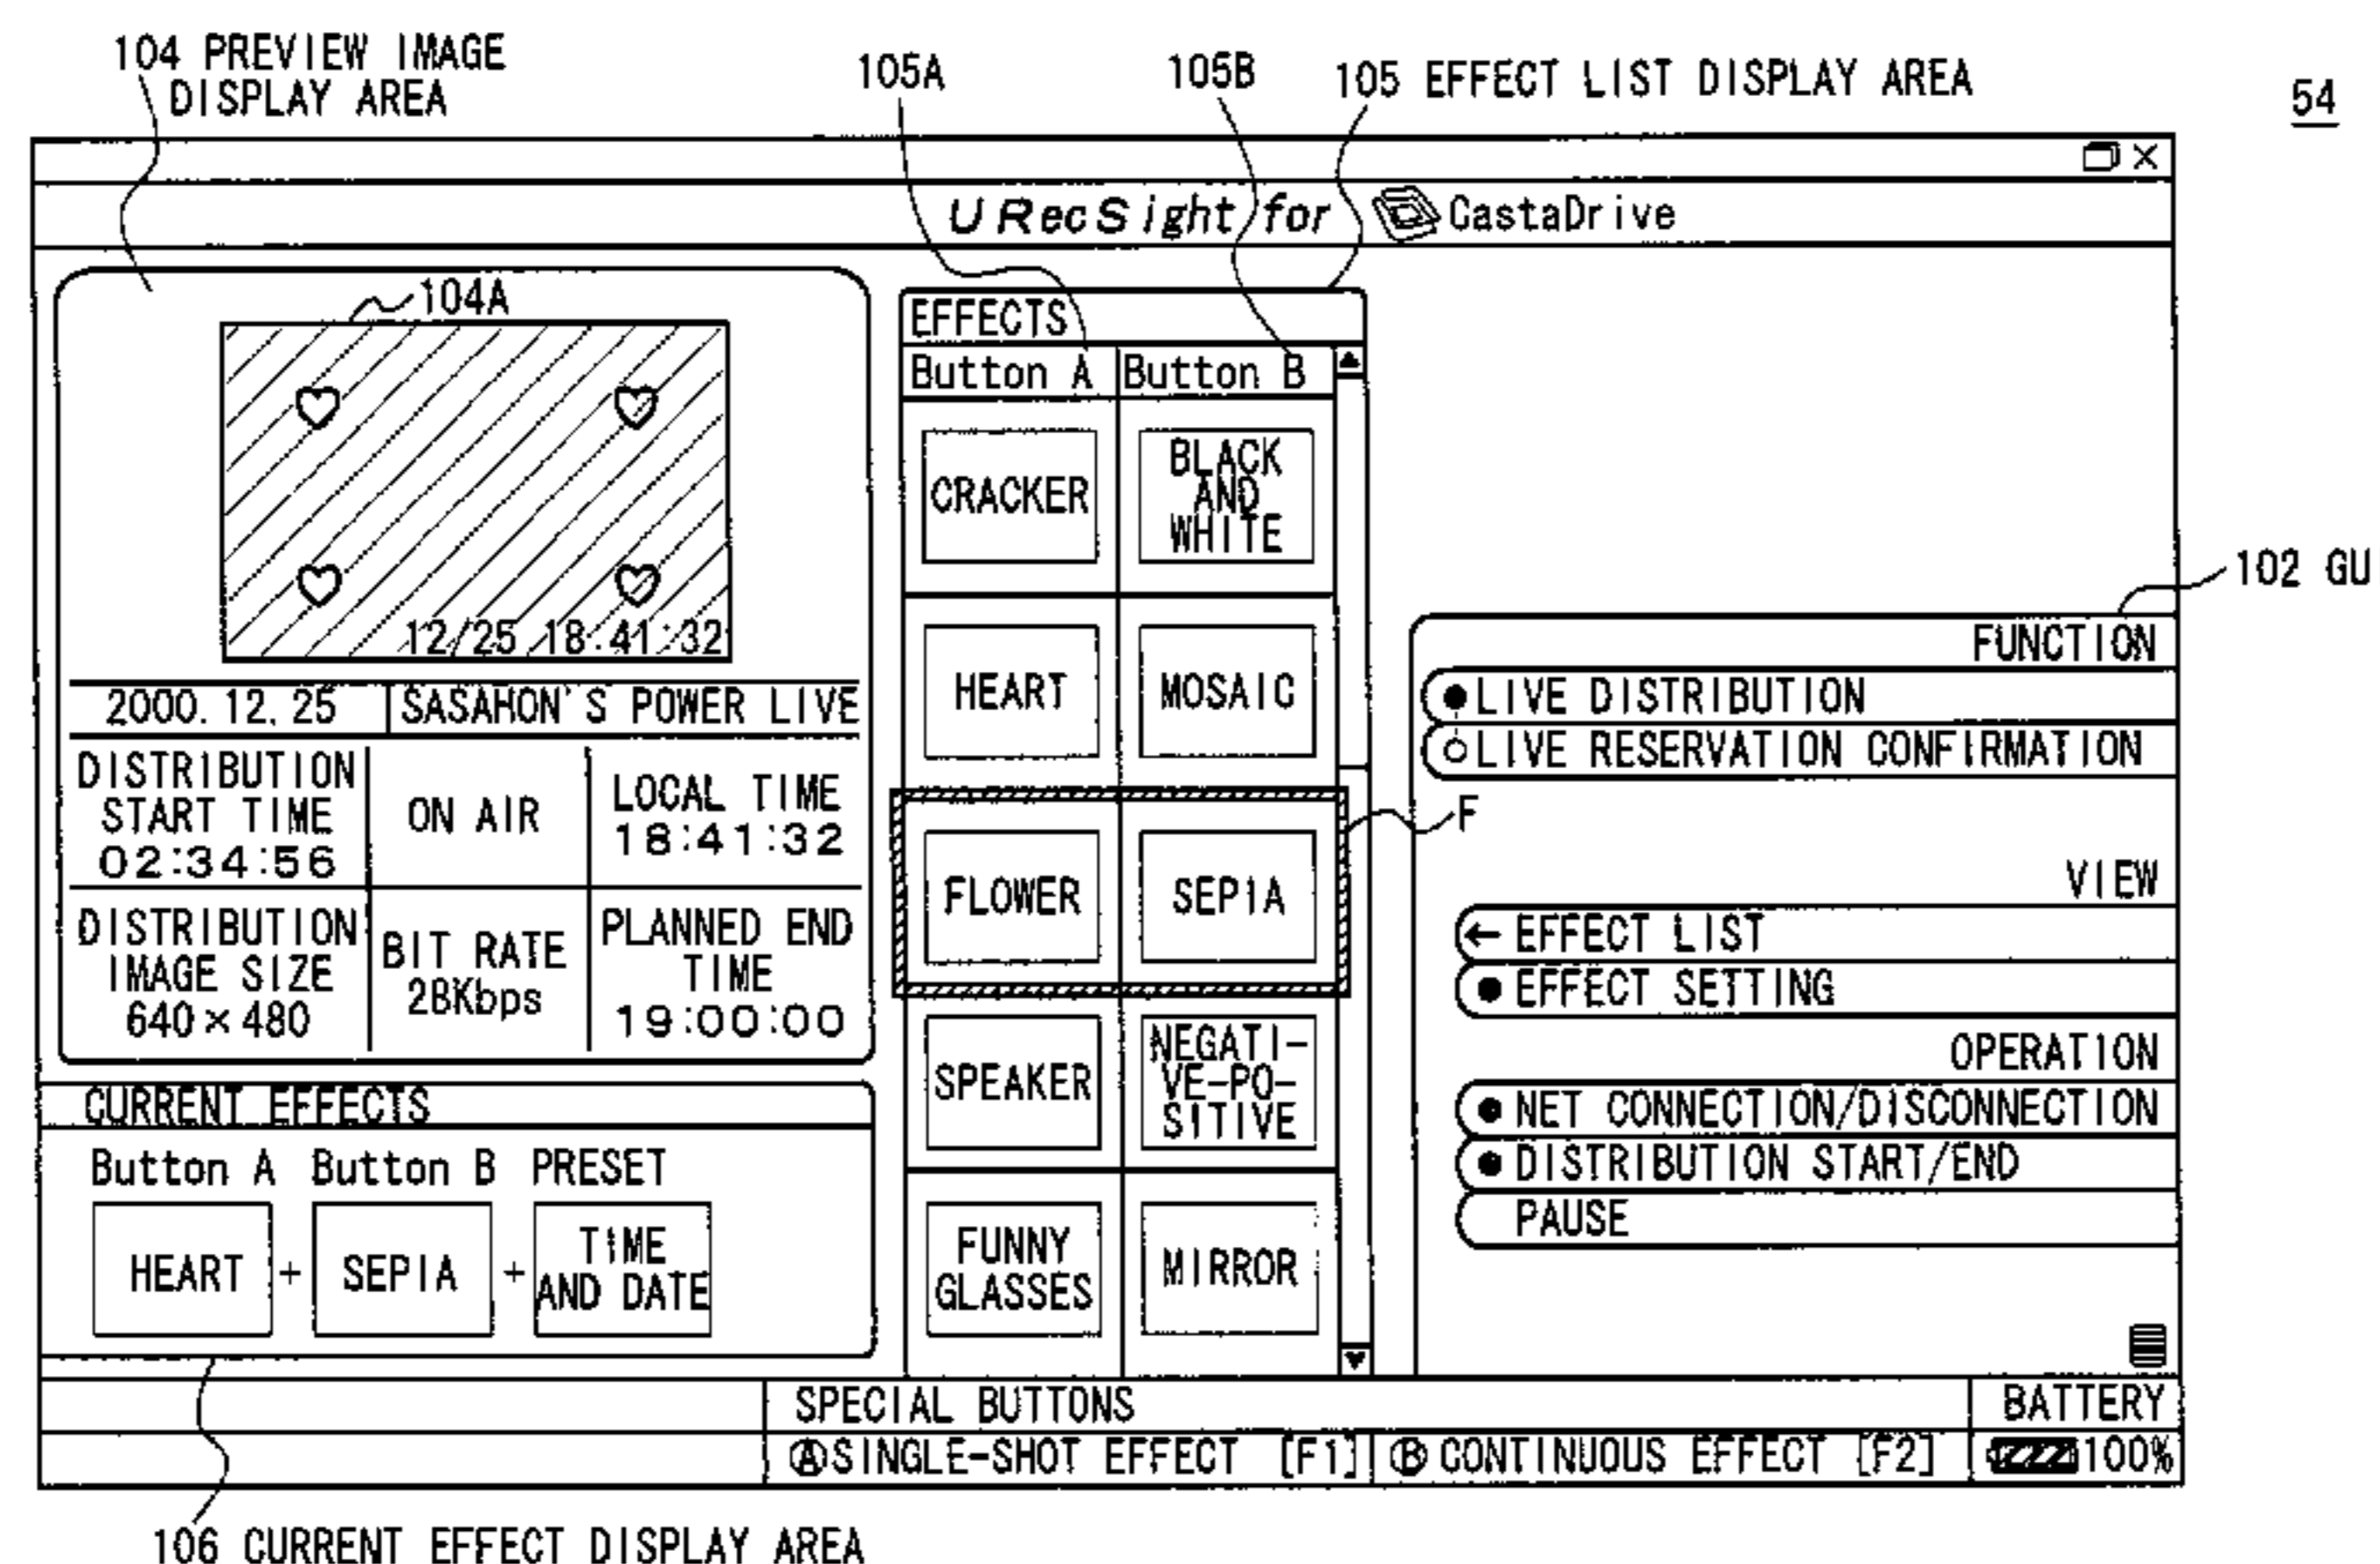 104 PREVIEW IMAGE
DISPLAY AREA
105A
105B
105 EFFECT LIST DISPLAY AREA
54
URecSight for CastaDrive
104A
12/25 18:41:32
2000.12.25
SASAHON'S POWER LIVE
DISTRIBUTION
START TIME
02:34:56
ON AIR
LOCAL TIME
18:41:32
DISTRIBUTION
IMAGE SIZE
640×480
BIT RATE
28Kbps
PLANNED END
TIME
19:00:00
CURRENT EFFECTS
Button A Button B PRESET
HEART + SEPIA + TIME
AND DATE
EFFECTS
Button A Button B
CRACKER
BLACK
AND
WHITE
HEART
MOSAIC
FLOWER
SEPIA
F
SPEAKER
NEGATI-
VE-PO-
SITIVE
FUNNY
GLASSES
MIRROR
102 GU
FUNCTION
LIVE DISTRIBUTION
LIVE RESERVATION CONFIRMATION
VIEW
← EFFECT LIST
EFFECT SETTING
OPERATION
NET CONNECTION/DISCONNECTION
DISTRIBUTION START/END
PAUSE
SPECIAL BUTTONS
BATTERY
Ⓐ SINGLE-SHOT EFFECT [F1]
Ⓑ CONTINUOUS EFFECT [F2]
100%
106 CURRENT EFFECT DISPLAY AREA